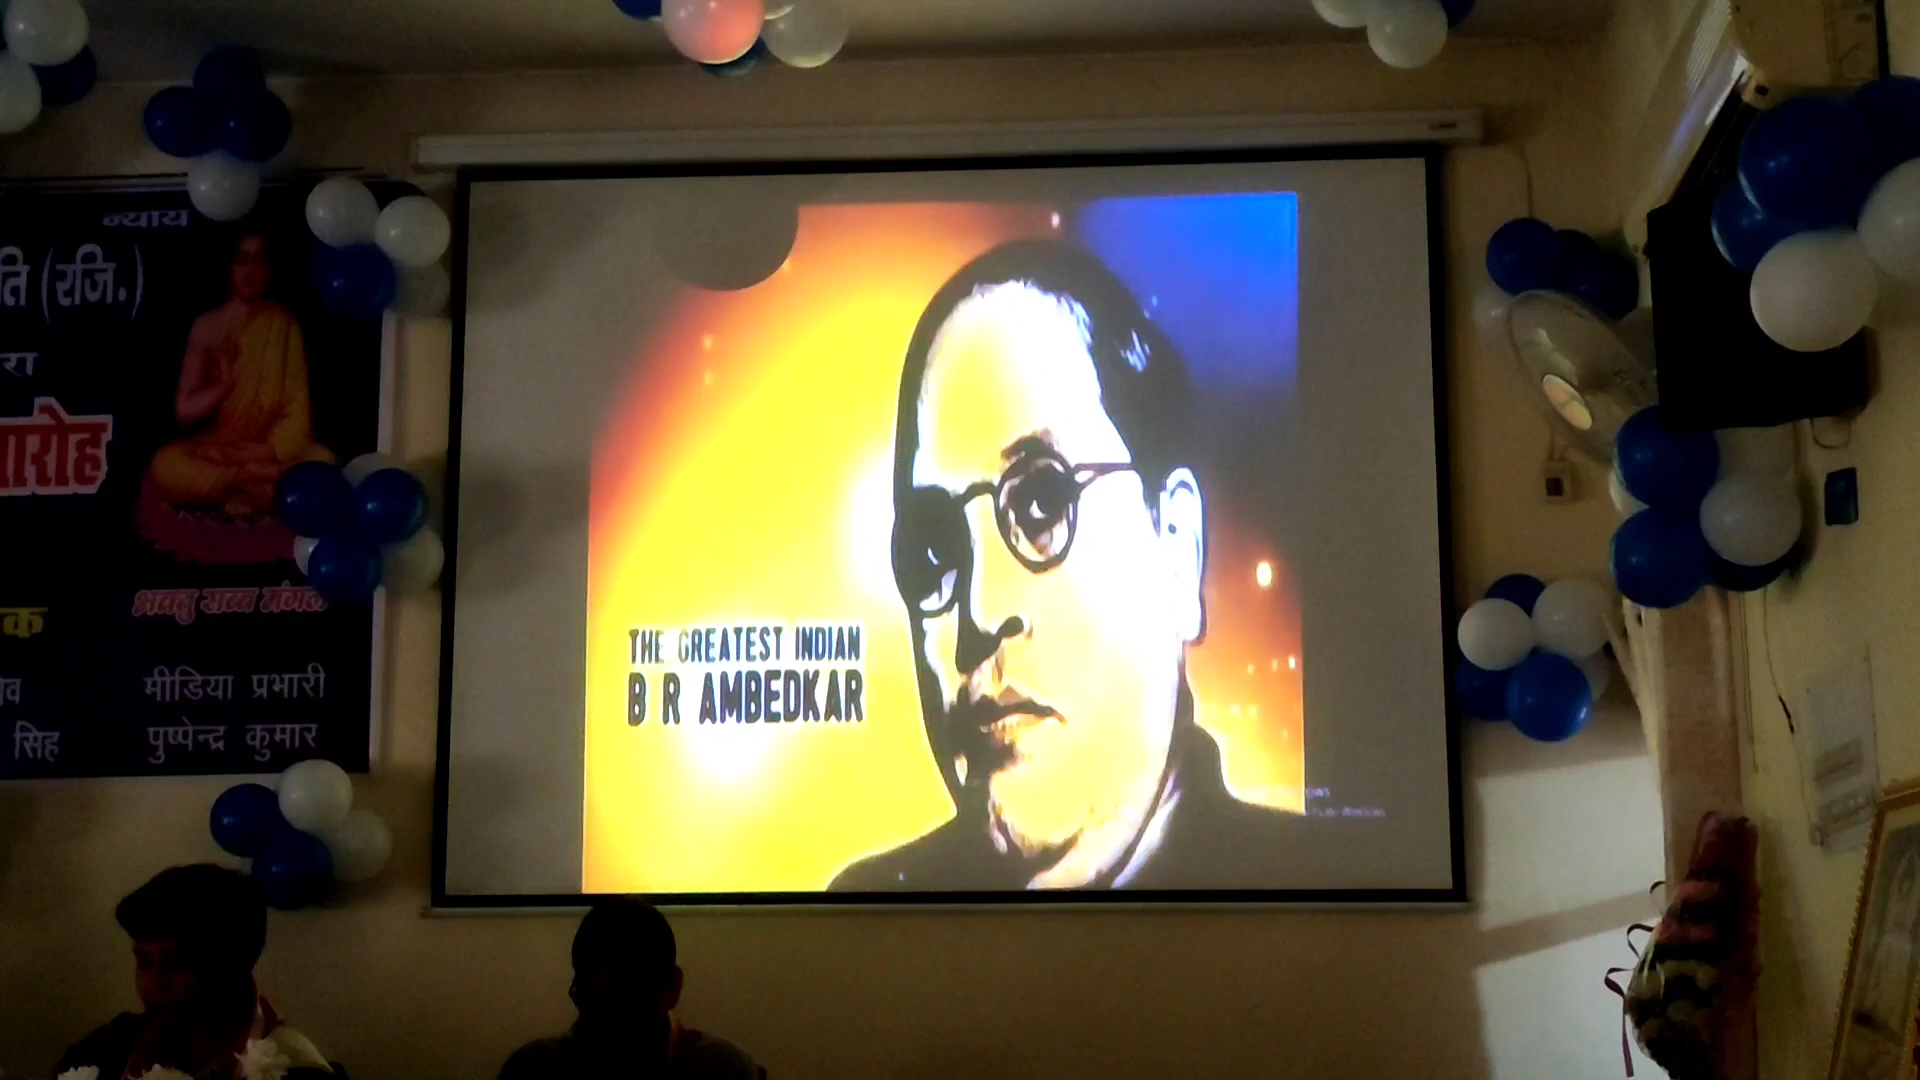 न्याय
ति (रजि.)
रा
मारोह
भवतु सब्ब मंगलं
क
मीडिया प्रभारी
सिंह
पुष्पेन्द्र कुमार
THE GREATEST INDIAN
B R AMBEDKAR